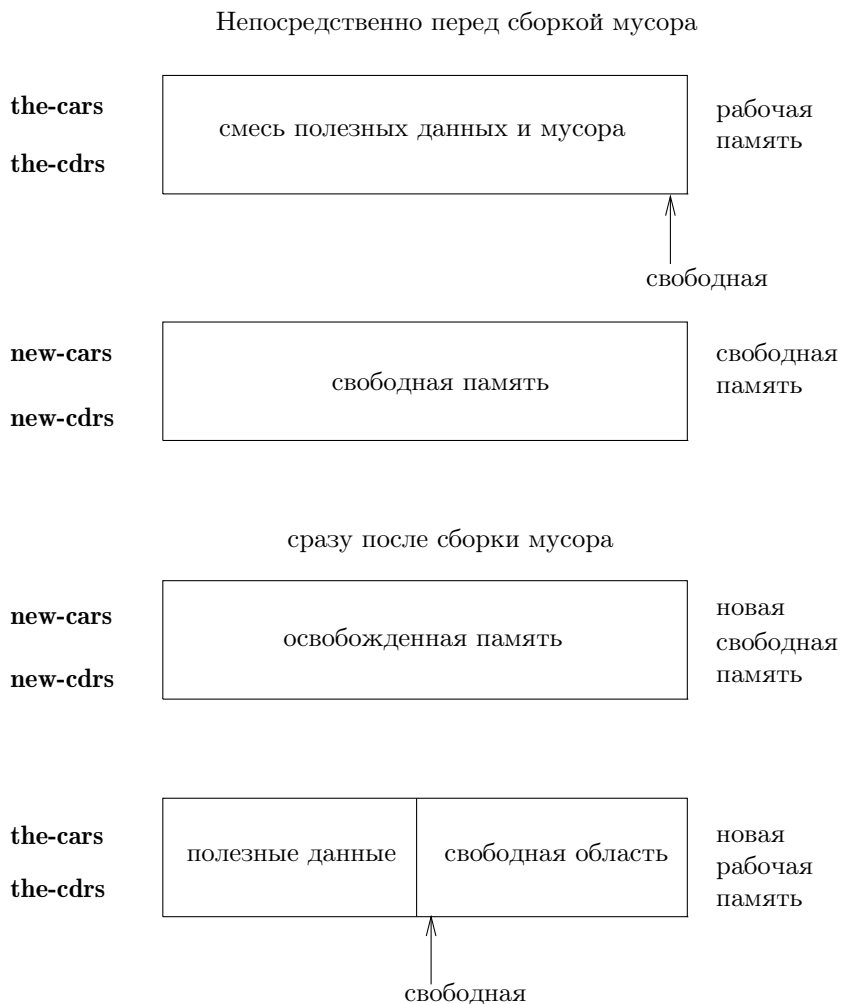 Непосредственно перед сборкой мусора
the-cars
the-cdrs
смесь полезных данных и мусора
рабочая
память
свободная
new-cars
new-cdrs
свободная память
свободная
память
сразу после сборки мусора
new-cars
new-cdrs
освобожденная память
новая
свободная
память
the-cars
the-cdrs
полезные данные
свободная область
новая
рабочая
память
свободная